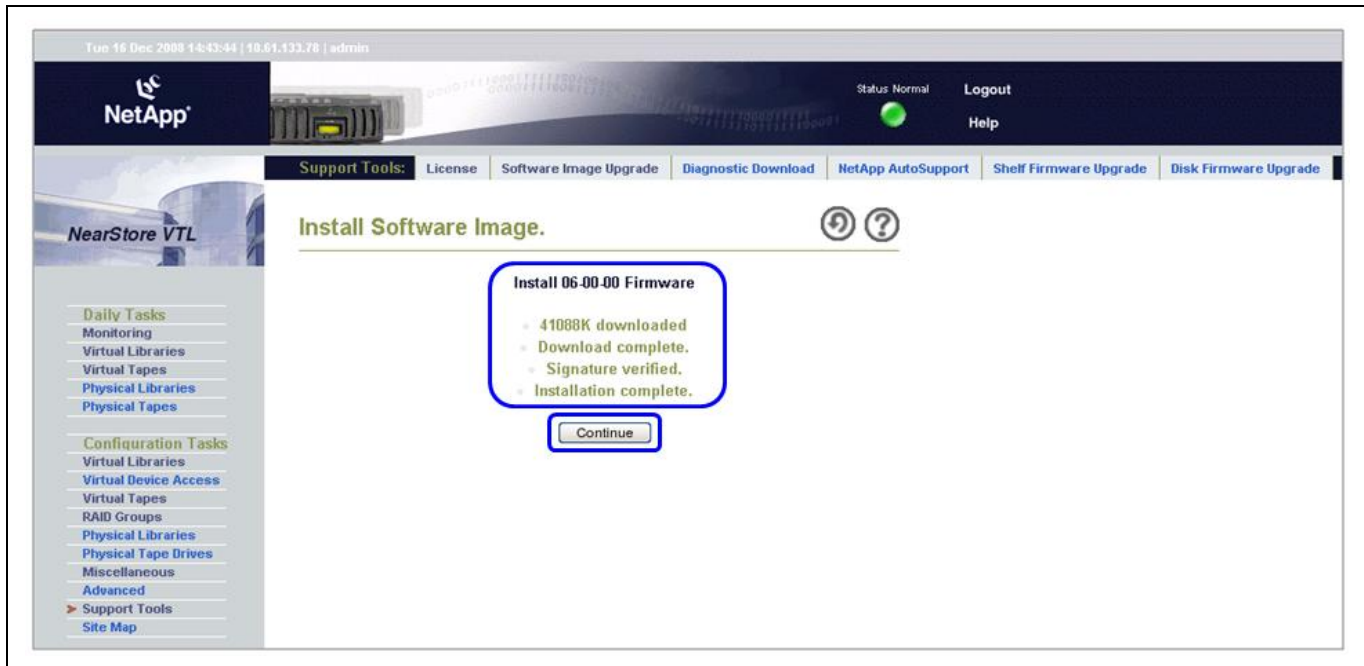 Tue 16 Dec 2008 14:43:44 | 10.61.133.78 | admin
NetApp
Status Normal
Logout
Help
Support Tools: License Software Image Upgrade Diagnostic Download NetApp AutoSupport Shelf Firmware Upgrade Disk Firmware Upgrade
NearStore VTL
Daily Tasks
Monitoring
Virtual Libraries
Virtual Tapes
Physical Libraries
Physical Tapes
Configuration Tasks
Virtual Libraries
Virtual Device Access
Virtual Tapes
RAID Groups
Physical Libraries
Physical Tape Drives
Miscellaneous
Advanced
Support Tools
Site Map
Install Software Image.
Install 06-00-00 Firmware
41088K downloaded
Download complete.
Signature verified.
Installation complete.
Continue